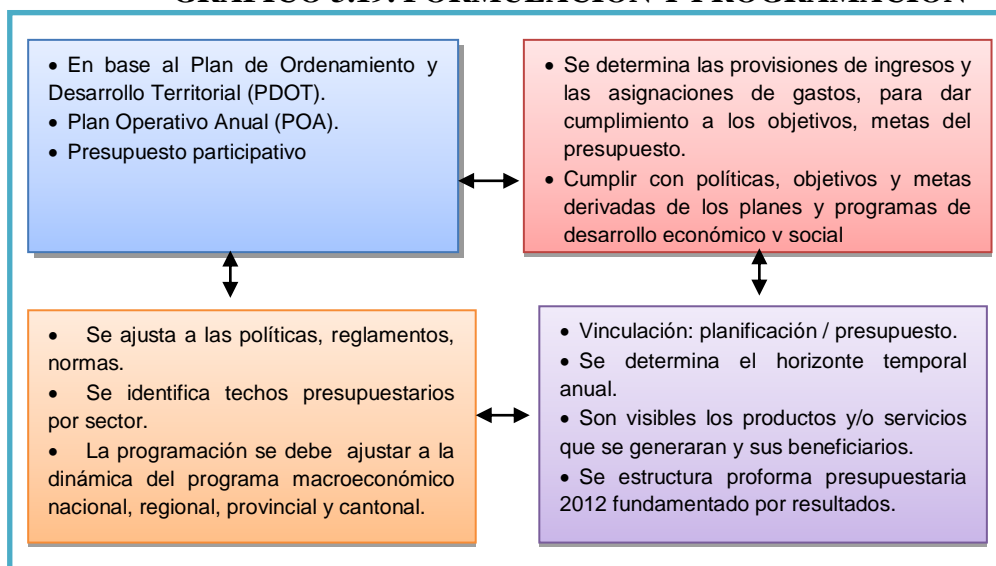 GRÁFICO 3.19: FORMULACIÓN Y PROGRAMACIÓN
• En base al Plan de Ordenamiento y
Desarrollo Territorial (PDOT).
• Plan Operativo Anual (POA).
• Presupuesto participativo
• Se determina las provisiones de ingresos y
las asignaciones de gastos, para dar
cumplimiento a los objetivos, metas del
presupuesto.
• Cumplir con políticas, objetivos y metas
derivadas de los planes y programas de
desarrollo económico y social
• Se ajusta a las políticas, reglamentos,
normas.
• Se identifica techos presupuestarios
por sector.
• La programación se debe ajustar a la
dinámica del programa macroeconómico
nacional, regional, provincial y cantonal.
• Vinculación: planificación / presupuesto.
• Se determina el horizonte temporal
anual.
• Son visibles los productos y/o servicios
que se generaran y sus beneficiarios.
• Se estructura proforma presupuestaria
2012 fundamentado por resultados.